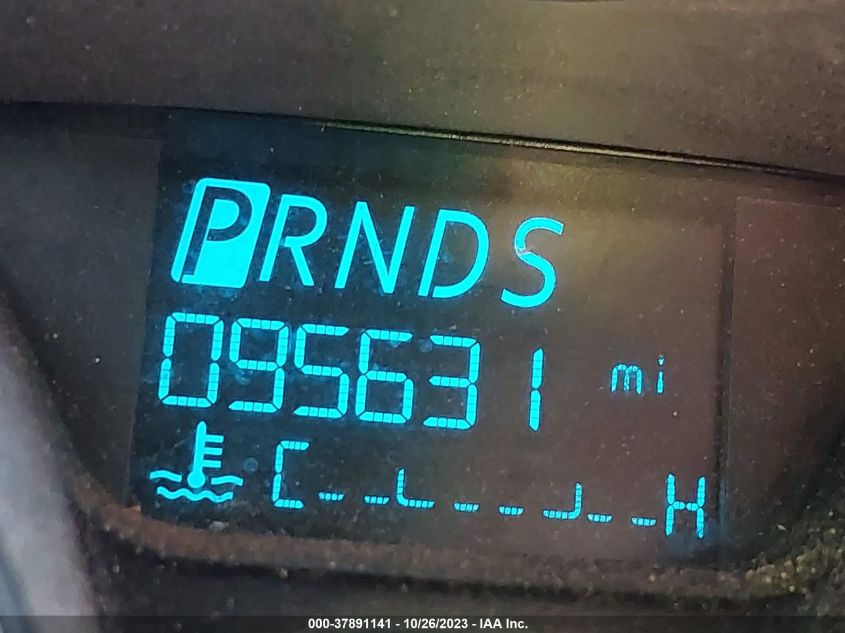 PRNDS
095631 mi
C H
000-37891141 - 10/26/2023 - IAA Inc.